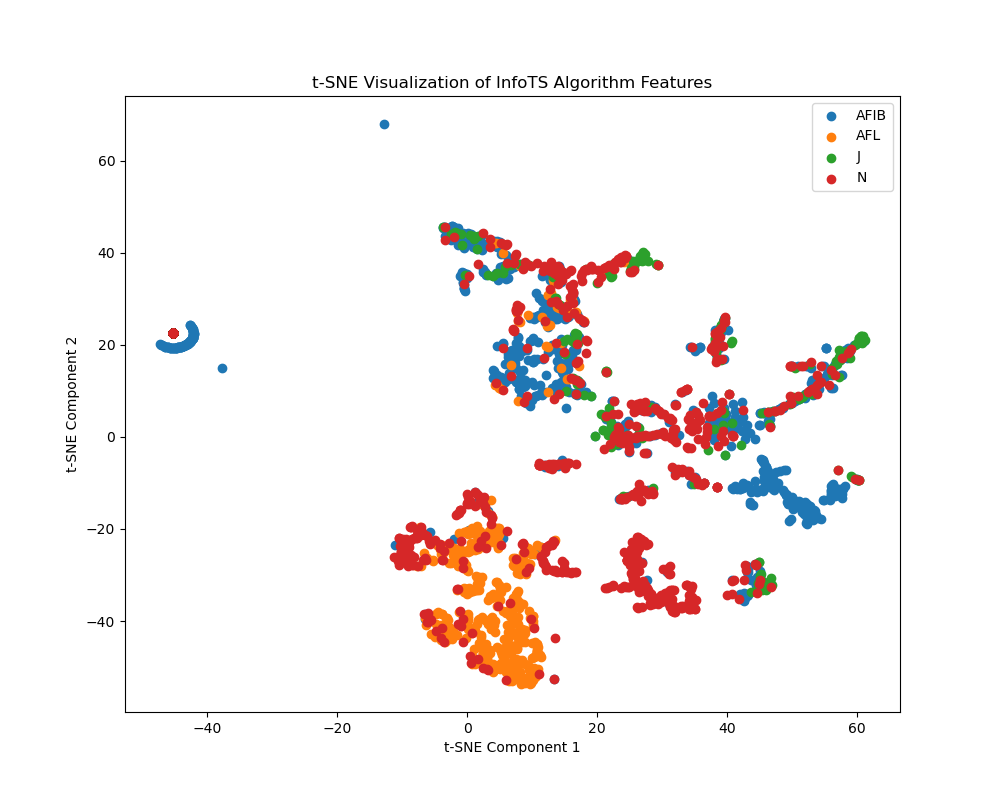 t-SNE Visualization of InfoTS Algorithm Features
AFIB
AFL
J
N
60
40
20
0
−20
−40
t-SNE Component 2
−40
−20
0
20
40
60
t-SNE Component 1